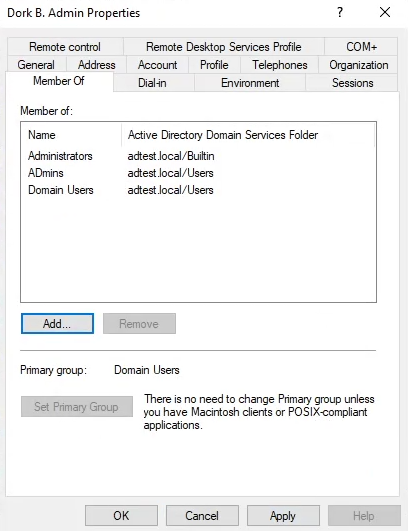 Dork B. Admin Properties
?
Remote control
Remote Desktop Services Profile
COM+
General
Address
Account
Profile
Telephones
Organization
Member Of
Dial-in
Environment
Sessions
Member of:
Name
Active Directory Domain Services Folder
Administrators
adtest.local/Builtin
ADmins
adtest.local/Users
Domain Users
adtest.local/Users
Add...
Remove
Primary group:
Domain Users
Set Primary Group
There is no need to change Primary group unless
you have Macintosh clients or POSIX-compliant
applications.
OK
Cancel
Apply
Help